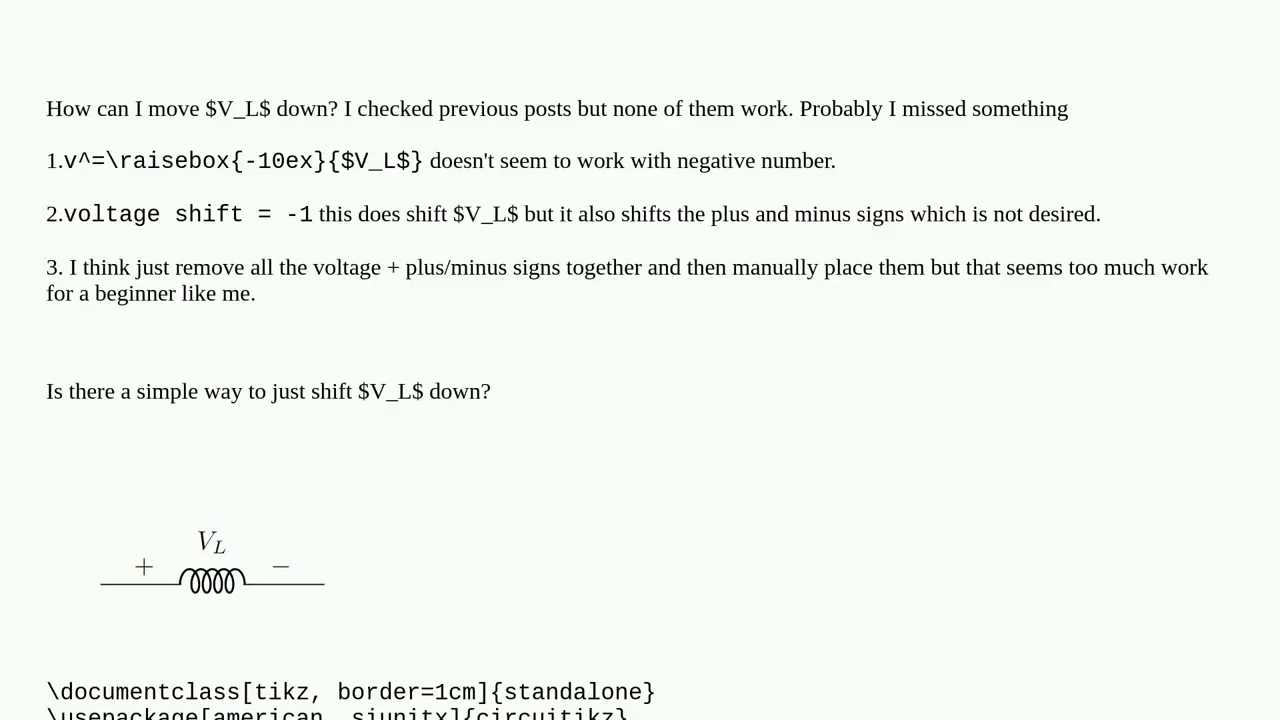 How can I move $V_L$ down? I checked previous posts but none of them work. Probably I missed something
1.v^=\raisebox{-10ex}{$V_L$} doesn't seem to work with negative number.
2.voltage shift = -1 this does shift $V_L$ but it also shifts the plus and minus signs which is not desired.
3. I think just remove all the voltage + plus/minus signs together and then manually place them but that seems too much work
for a beginner like me.
Is there a simple way to just shift $V_L$ down?
V_L
+ −
\documentclass[tikz, border=1cm]{standalone}
\usepackage[american, siunitx]{circuitikz}